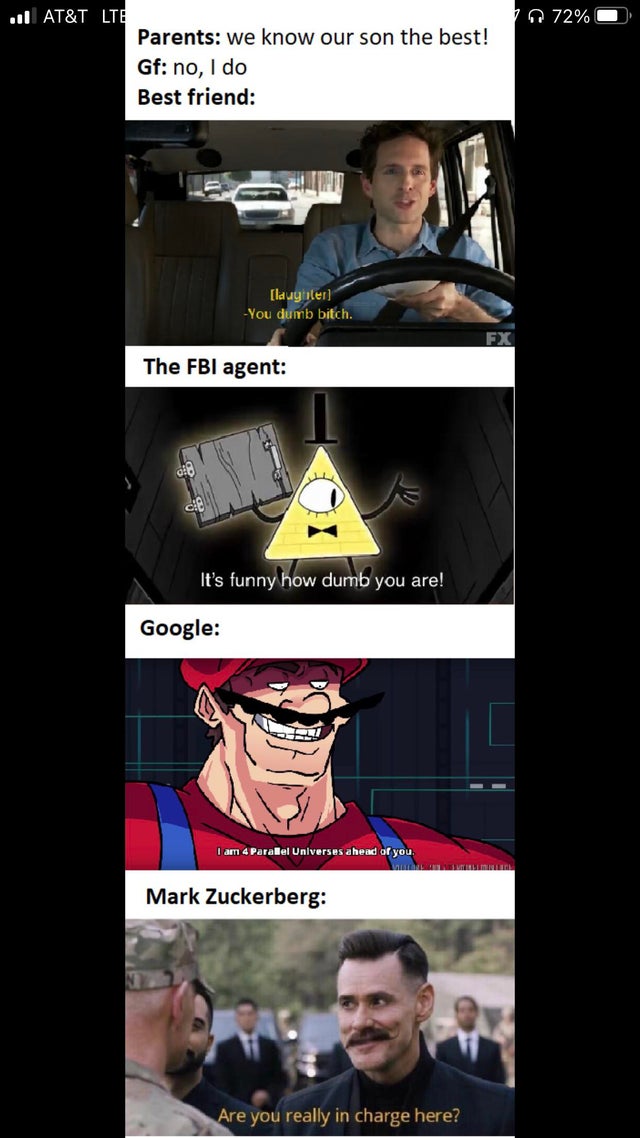 AT&T LTE
72%
Parents: we know our son the best!
Gf: no, I do
Best friend:
[laughter]
-You dumb bitch.
FX
The FBI agent:
It's funny how dumb you are!
Google:
I am 4 Parallel Universes ahead of you.
Mark Zuckerberg:
Are you really in charge here?